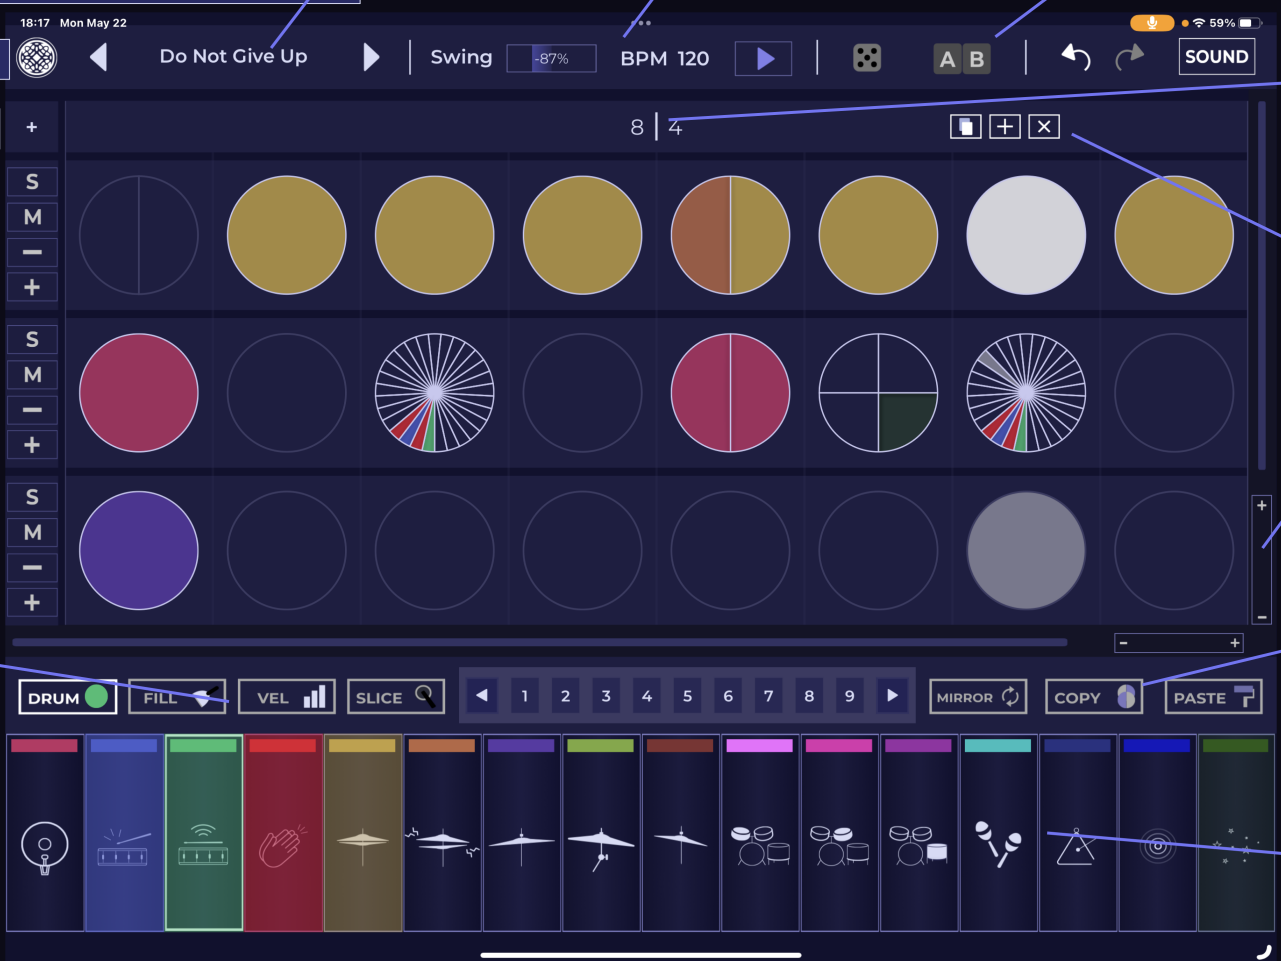 18:17 Mon May 22
59%
Do Not Give Up
Swing -87% BPM 120
A B
SOUND
+ 8 | 4
S
M
−
+
S
M
−
+
S
M
−
+
+
−
− +
DRUM FILL VEL SLICE 1 2 3 4 5 6 7 8 9 MIRROR COPY PASTE